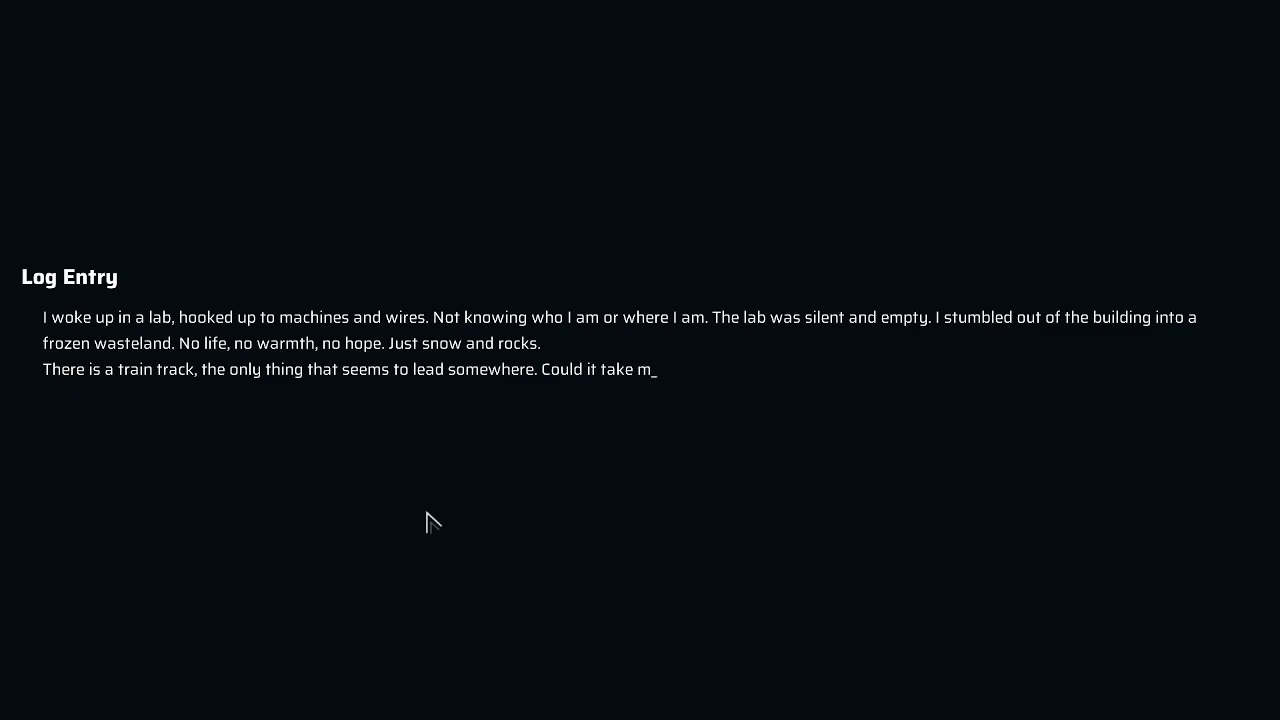 Log Entry
I woke up in a lab, hooked up to machines and wires. Not knowing who I am or where I am. The lab was silent and empty. I stumbled out of the building into a
frozen wasteland. No life, no warmth, no hope. Just snow and rocks.
There is a train track, the only thing that seems to lead somewhere. Could it take m_